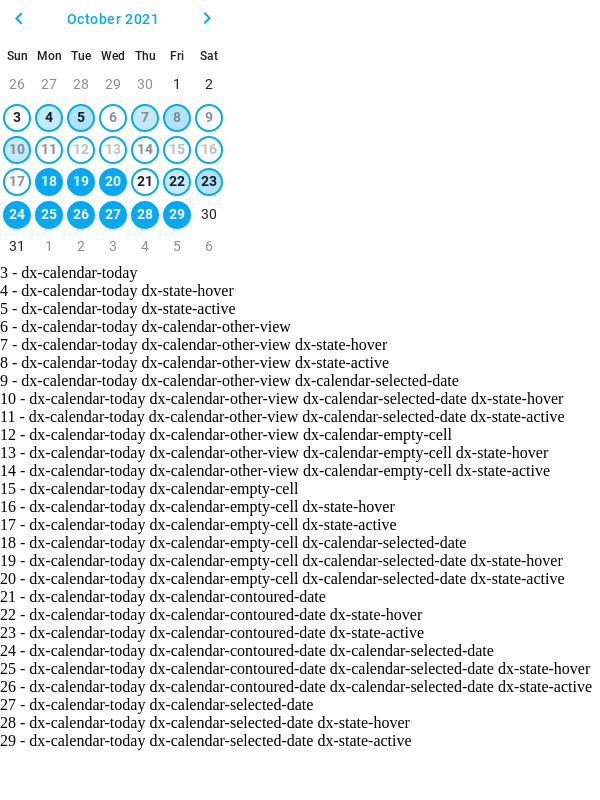 October 2021
Sun Mon Tue Wed Thu Fri Sat
26 27 28 29 30 1 2
3 4 5 6 7 8 9
10 11 12 13 14 15 16
17 18 19 20 21 22 23
24 25 26 27 28 29 30
31 1 2 3 4 5 6
3 - dx-calendar-today
4 - dx-calendar-today dx-state-hover
5 - dx-calendar-today dx-state-active
6 - dx-calendar-today dx-calendar-other-view
7 - dx-calendar-today dx-calendar-other-view dx-state-hover
8 - dx-calendar-today dx-calendar-other-view dx-state-active
9 - dx-calendar-today dx-calendar-other-view dx-calendar-selected-date
10 - dx-calendar-today dx-calendar-other-view dx-calendar-selected-date dx-state-hover
11 - dx-calendar-today dx-calendar-other-view dx-calendar-selected-date dx-state-active
12 - dx-calendar-today dx-calendar-other-view dx-calendar-empty-cell
13 - dx-calendar-today dx-calendar-other-view dx-calendar-empty-cell dx-state-hover
14 - dx-calendar-today dx-calendar-other-view dx-calendar-empty-cell dx-state-active
15 - dx-calendar-today dx-calendar-empty-cell
16 - dx-calendar-today dx-calendar-empty-cell dx-state-hover
17 - dx-calendar-today dx-calendar-empty-cell dx-state-active
18 - dx-calendar-today dx-calendar-empty-cell dx-calendar-selected-date
19 - dx-calendar-today dx-calendar-empty-cell dx-calendar-selected-date dx-state-hover
20 - dx-calendar-today dx-calendar-empty-cell dx-calendar-selected-date dx-state-active
21 - dx-calendar-today dx-calendar-contoured-date
22 - dx-calendar-today dx-calendar-contoured-date dx-state-hover
23 - dx-calendar-today dx-calendar-contoured-date dx-state-active
24 - dx-calendar-today dx-calendar-contoured-date dx-calendar-selected-date
25 - dx-calendar-today dx-calendar-contoured-date dx-calendar-selected-date dx-state-hover
26 - dx-calendar-today dx-calendar-contoured-date dx-calendar-selected-date dx-state-active
27 - dx-calendar-today dx-calendar-selected-date
28 - dx-calendar-today dx-calendar-selected-date dx-state-hover
29 - dx-calendar-today dx-calendar-selected-date dx-state-active